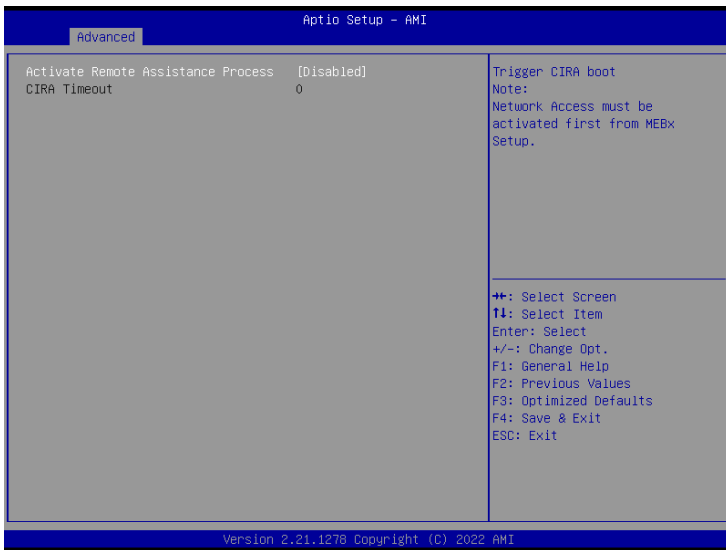 Aptio Setup - AMI
Advanced
Activate Remote Assistance Process [Disabled]
CIRA Timeout 0
Trigger CIRA boot
Note:
Network Access must be
activated first from MEBx
Setup.
→←: Select Screen
↑↓: Select Item
Enter: Select
+/-: Change Opt.
F1: General Help
F2: Previous Values
F3: Optimized Defaults
F4: Save & Exit
ESC: Exit
Version 2.21.1278 Copyright (C) 2022 AMI